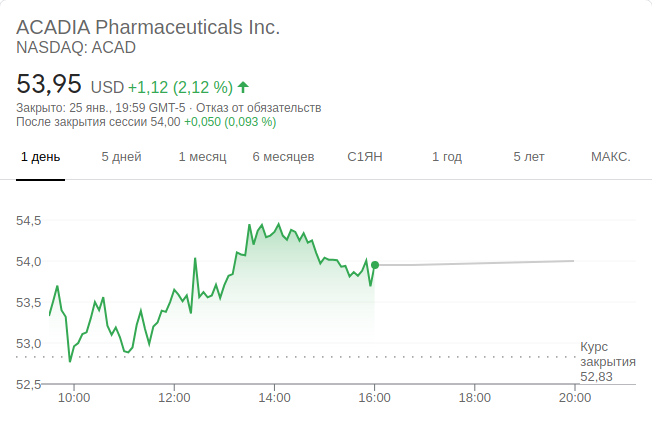 ACADIA Pharmaceuticals Inc.
NASDAQ: ACAD
53,95 USD +1,12 (2,12 %)
Закрыто: 25 янв., 19:59 GMT-5 · Отказ от обязательств
После закрытия сессии 54,00 +0,050 (0,093 %)
1 день 5 дней 1 месяц 6 месяцев С1ЯН 1 год 5 лет МАКС.
54,5
54,0
53,5
53,0
52,5
Курс
закрытия
52,83
10:00 12:00 14:00 16:00 18:00 20:00